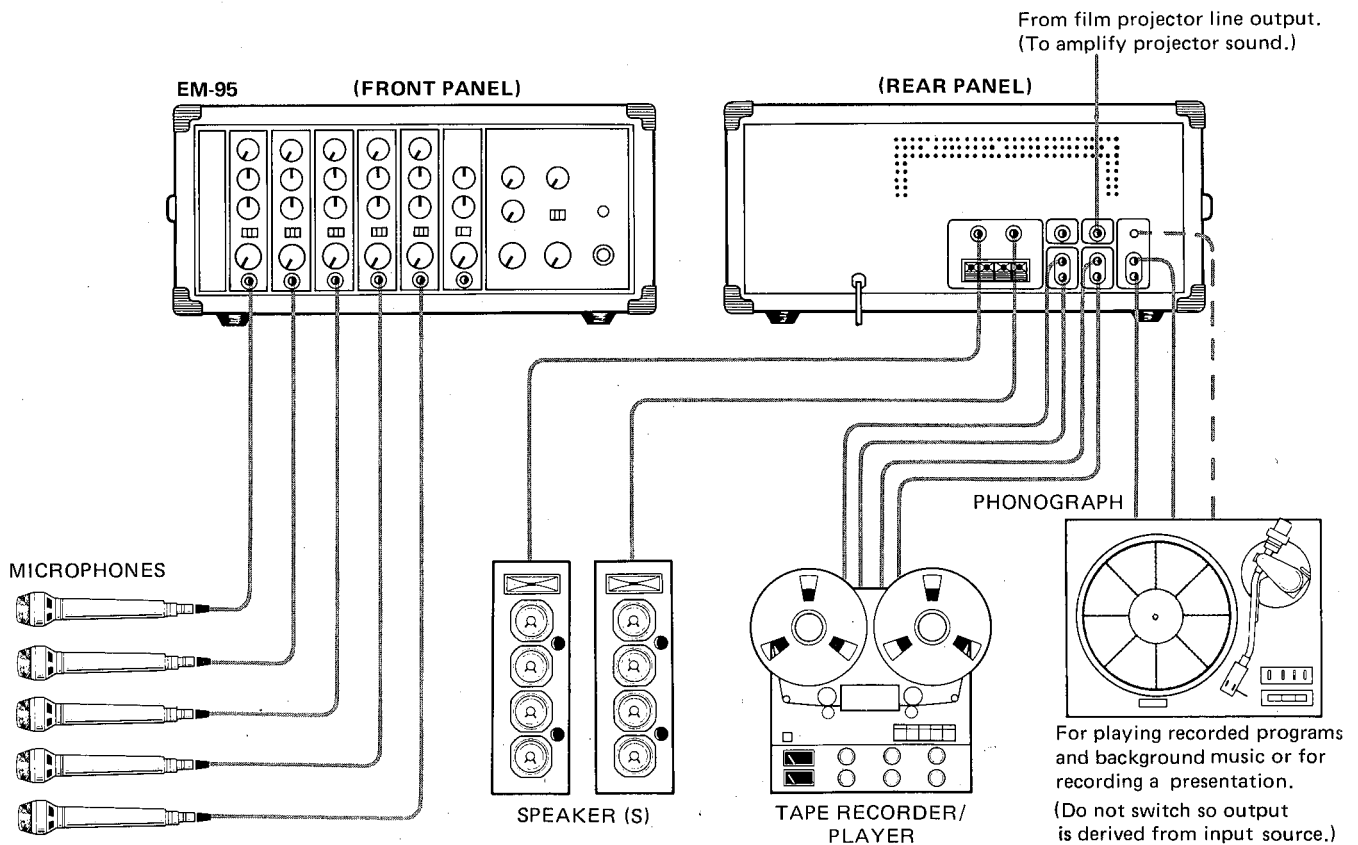 From film projector line output.
(To amplify projector sound.)
EM-95
(FRONT PANEL)
(REAR PANEL)
PHONOGRAPH
MICROPHONES
SPEAKER (S)
TAPE RECORDER/
PLAYER
For playing recorded programs
and background music or for
recording a presentation.
(Do not switch so output
is derived from input source.)